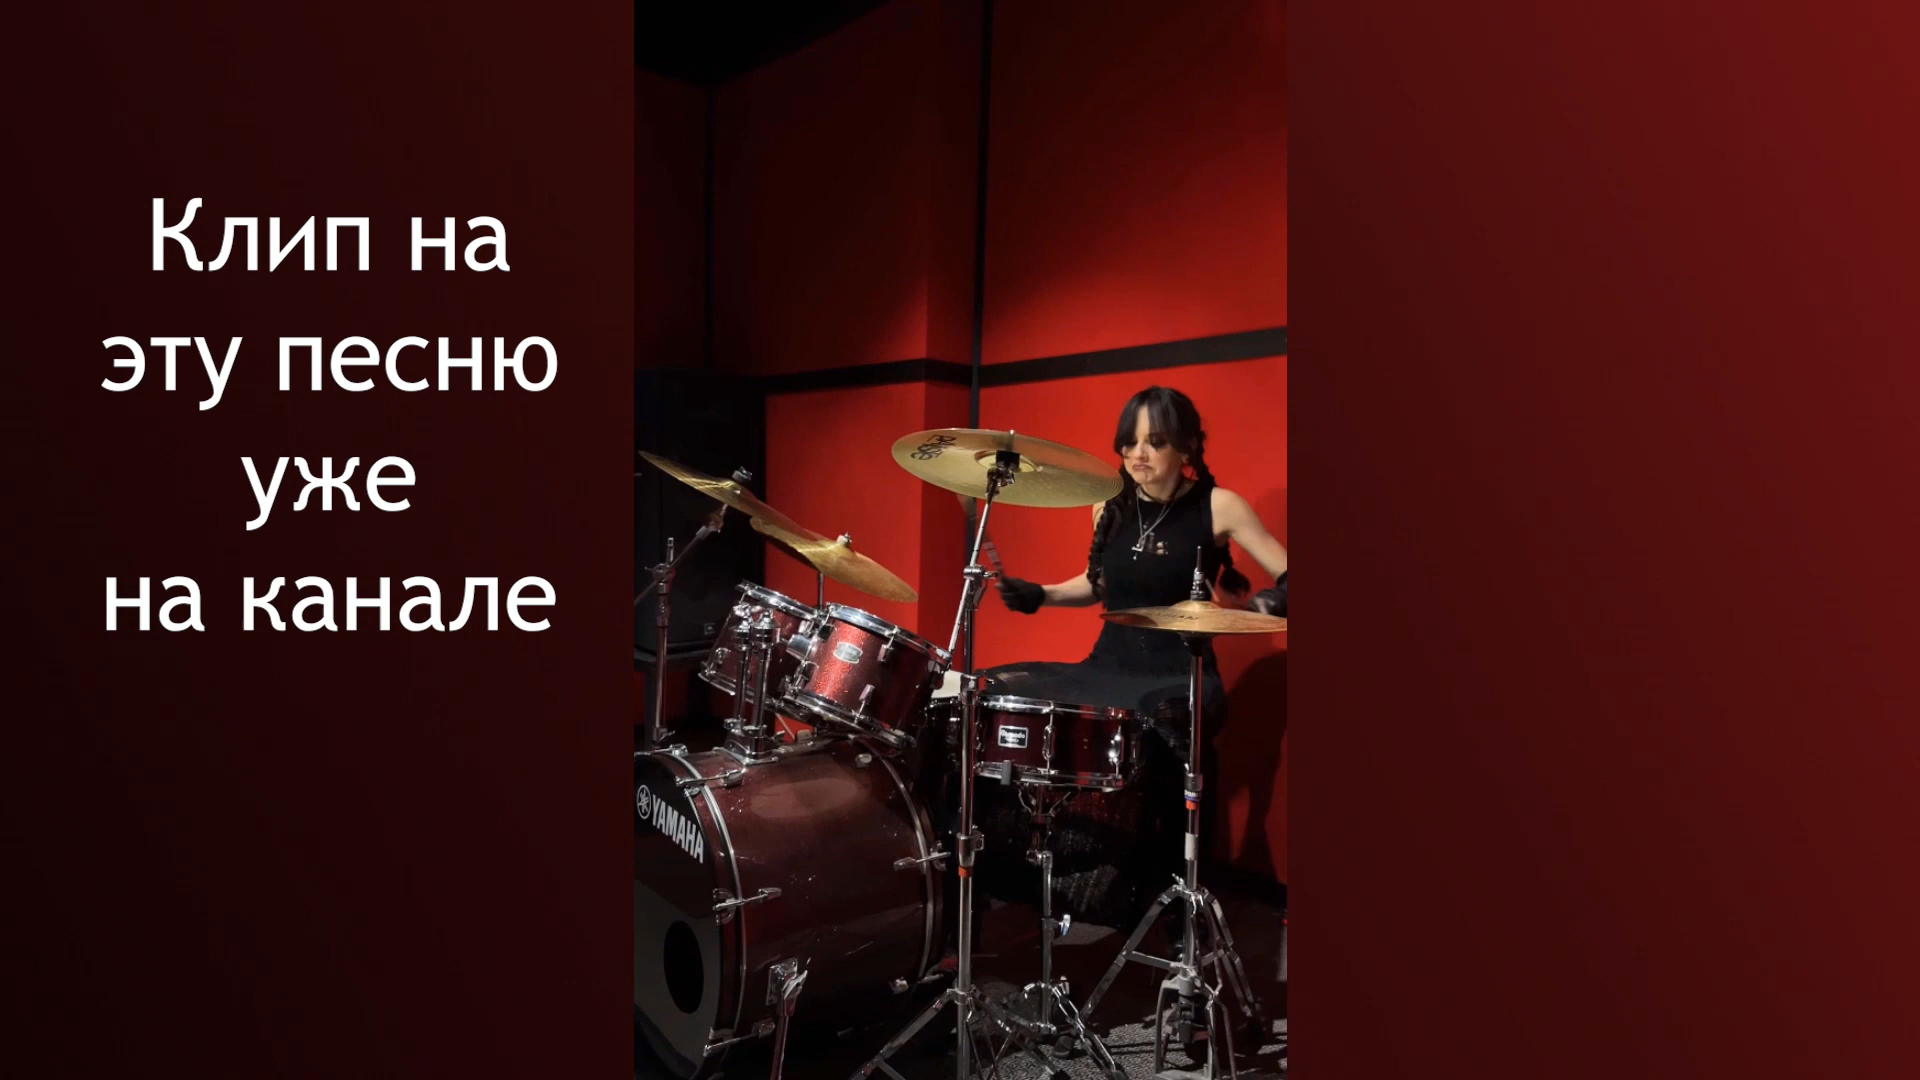 Клип на
эту песню
уже
на канале
YAMAHA